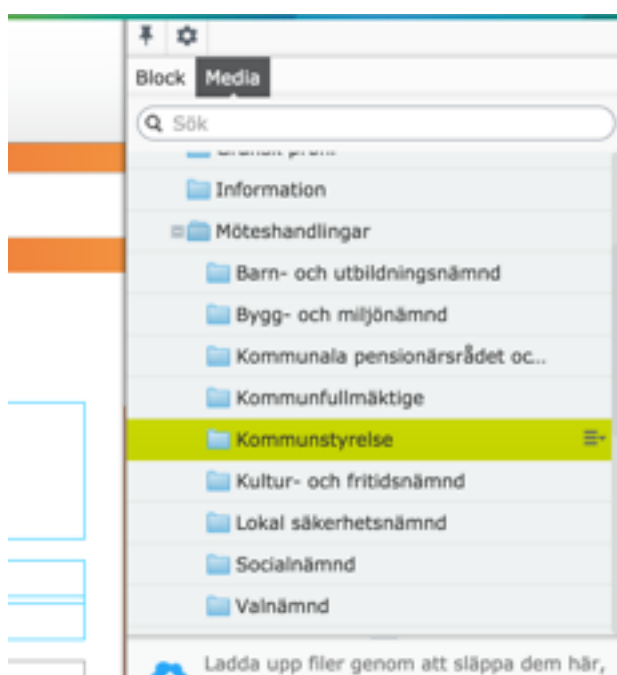 Block Media
Sök
Information
Möteshandlingar
Barn- och utbildningsnämnd
Bygg- och miljönämnd
Kommunala pensionärsrådet oc...
Kommunfullmäktige
Kommunstyrelse
Kultur- och fritidsnämnd
Lokal säkerhetsnämnd
Socialnämnd
Valnämnd
Ladda upp filer genom att släppa dem här,